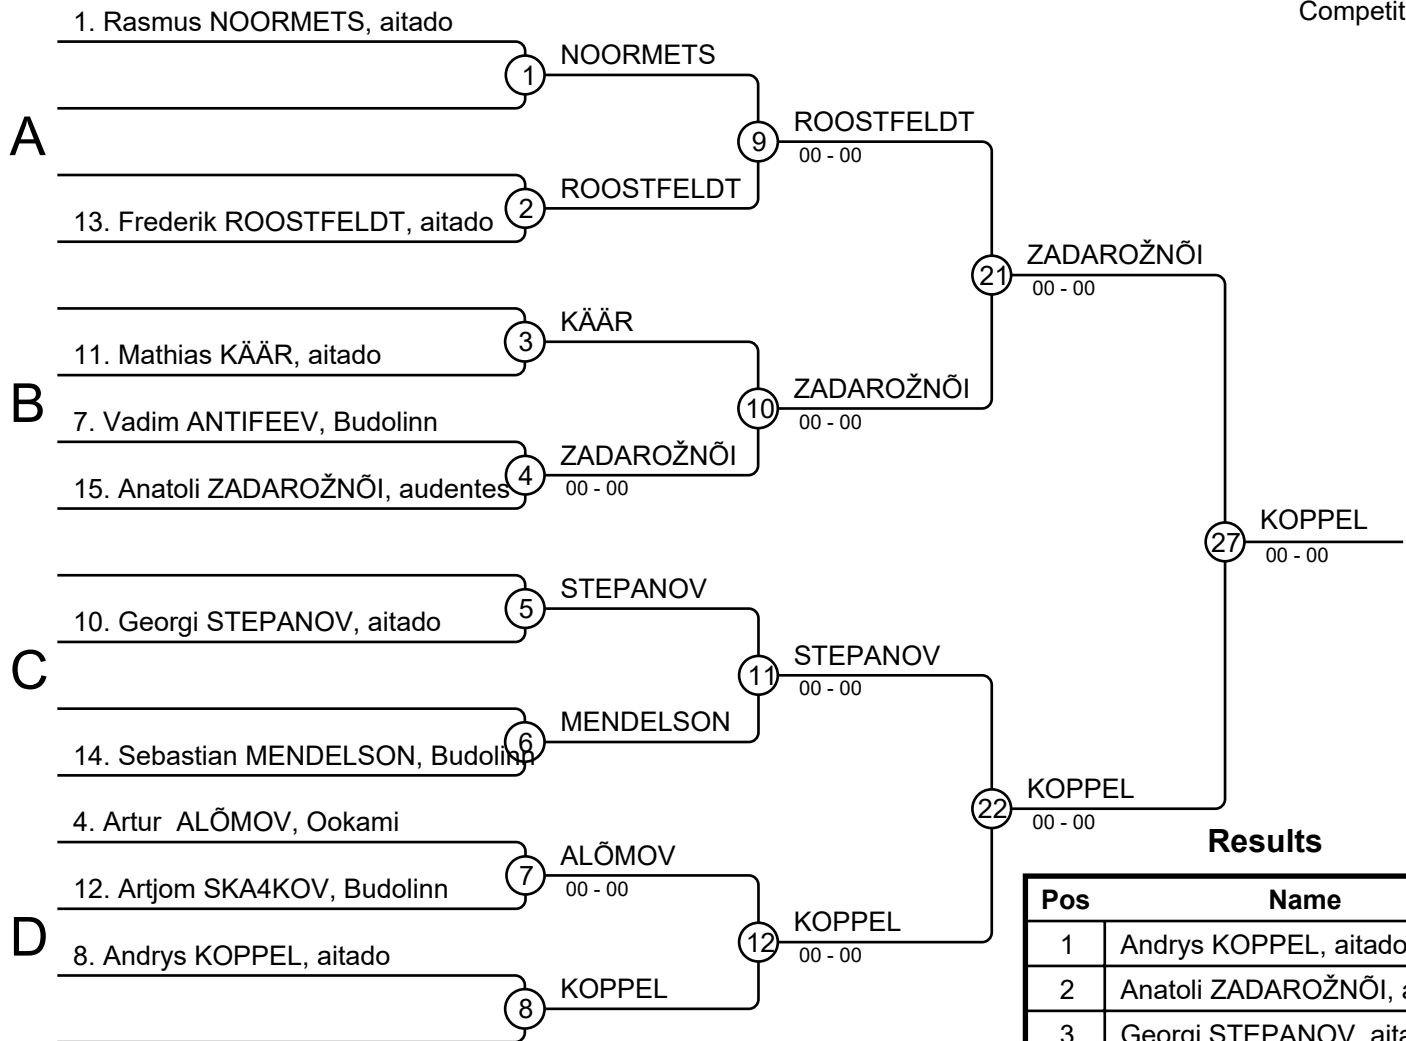 Competit
1. Rasmus NOORMETS, aitado
1
NOORMETS
A
9
ROOSTFELDT
00 - 00
13. Frederik ROOSTFELDT, aitado
2
ROOSTFELDT
21
ZADAROŽNÕI
00 - 00
11. Mathias KÄÄR, aitado
3
KÄÄR
B
10
ZADAROŽNÕI
00 - 00
7. Vadim ANTIFEEV, Budolinn
15. Anatoli ZADAROŽNÕI, audentes
4
ZADAROŽNÕI
00 - 00
27
KOPPEL
00 - 00
10. Georgi STEPANOV, aitado
5
STEPANOV
C
11
STEPANOV
00 - 00
14. Sebastian MENDELSON, Budolinn
6
MENDELSON
22
KOPPEL
00 - 00
4. Artur  ALÕMOV, Ookami
12. Artjom SKA4KOV, Budolinn
7
ALÕMOV
00 - 00
D
12
KOPPEL
00 - 00
8. Andrys KOPPEL, aitado
8
KOPPEL
Results
Pos Name
1 Andrys KOPPEL, aitado
2 Anatoli ZADAROŽNÕI, a
3 Georgi STEPANOV, aita